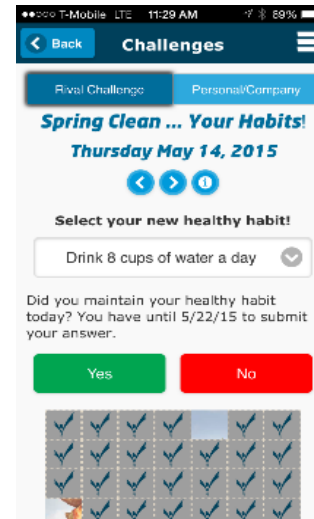 T-Mobile LTE 11:29 AM 89%
Back Challenges
Rival Challenge Personal/Company
Spring Clean ... Your Habits!
Thursday May 14, 2015
Select your new healthy habit!
Drink 8 cups of water a day
Did you maintain your healthy habit
today? You have until 5/22/15 to submit
your answer.
Yes No